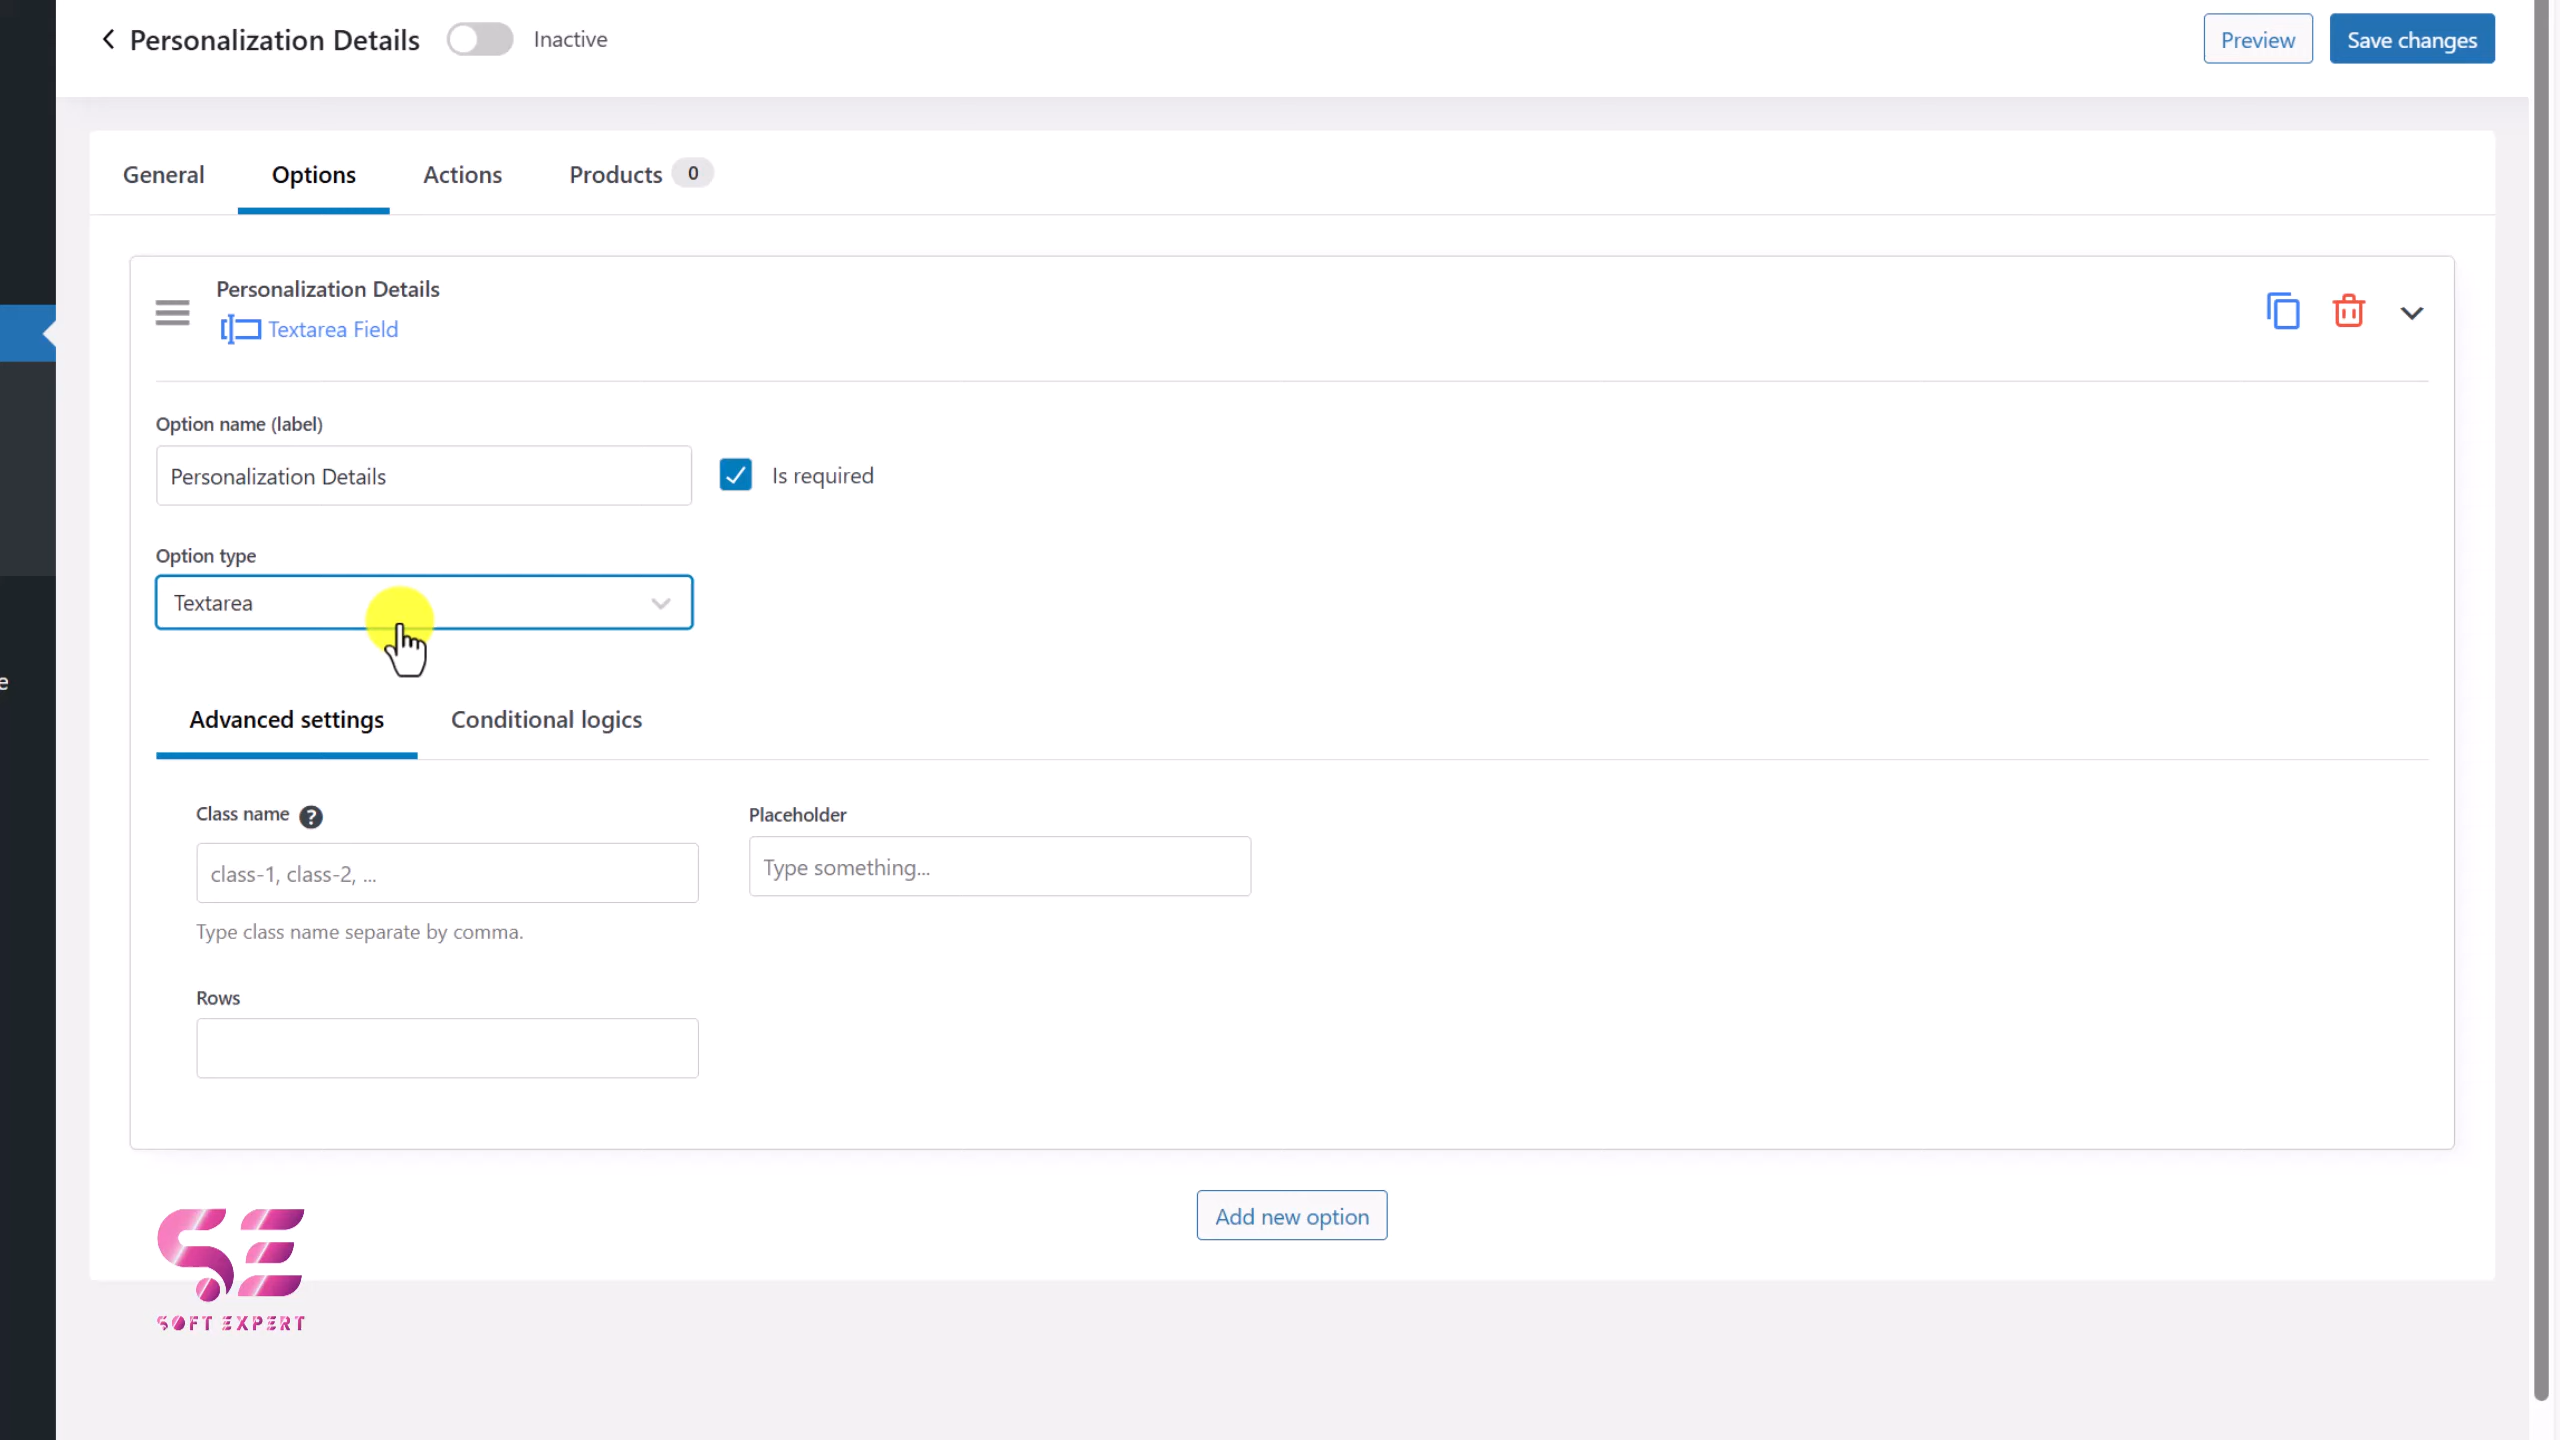 Personalization Details
Inactive
Preview
Save changes
General
Options
Actions
Products 0
Personalization Details
Textarea Field
Option name (label)
Personalization Details
Is required
Option type
Textarea
e
Advanced settings
Conditional logics
Class name ?
Placeholder
class-1, class-2, ...
Type something...
Type class name separate by comma.
Rows
Add new option
SE
SOFT EXPERT